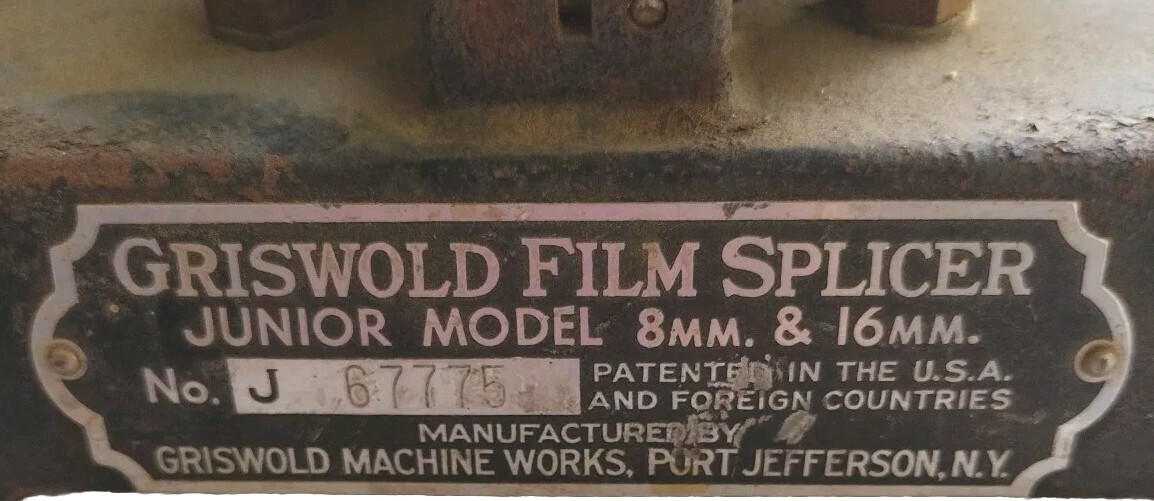 GRISWOLD FILM SPLICER
JUNIOR MODEL 8MM. & 16MM.
No. J 67775
PATENTED IN THE U.S.A.
AND FOREIGN COUNTRIES
MANUFACTURED BY
GRISWOLD MACHINE WORKS, PORT JEFFERSON, N.Y.